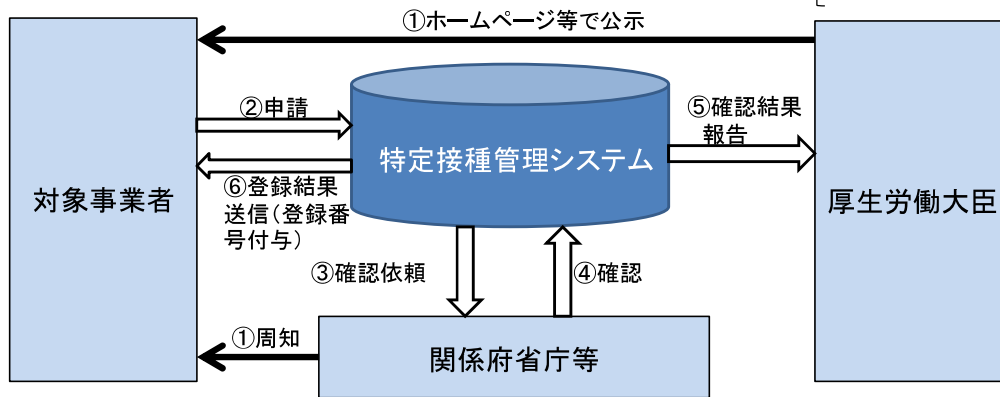 ①ホームページ等で公示
②申請
⑤確認結果
報告
特定接種管理システム
対象事業者
⑥登録結果
送信(登録番
号付与)
厚生労働大臣
③確認依頼
④確認
①周知
関係府省庁等